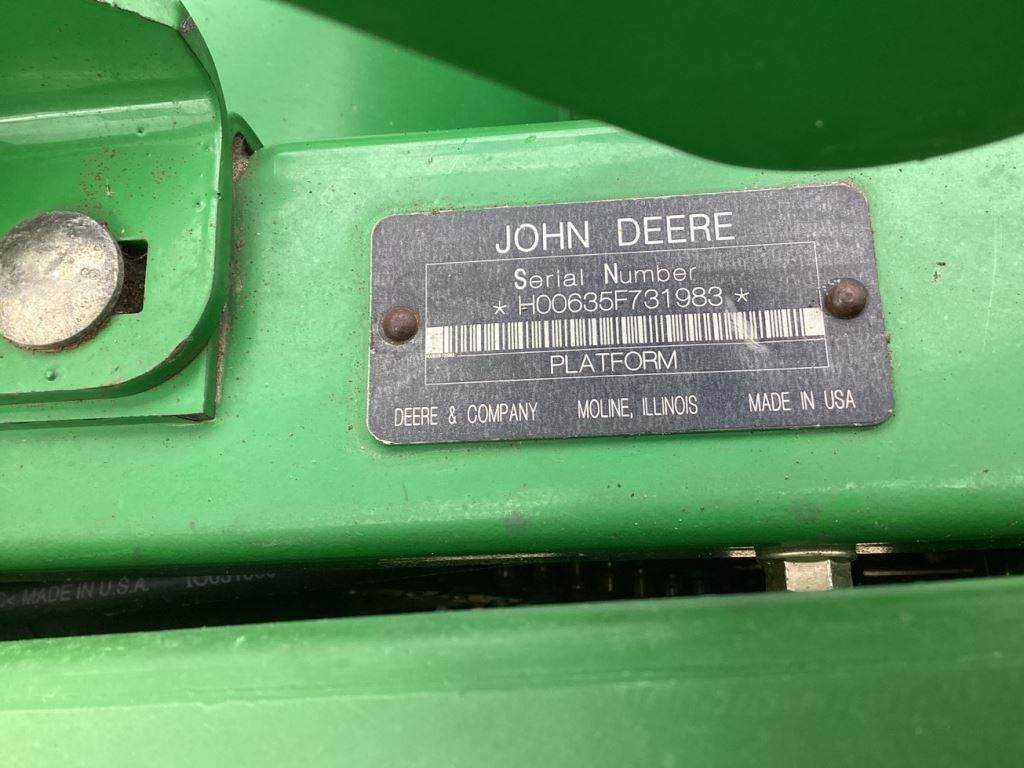 JOHN DEERE
Serial Number
* H00635F731983 *
PLATFORM
DEERE & COMPANY MOLINE, ILLINOIS MADE IN USA
MADE IN U.S.A.